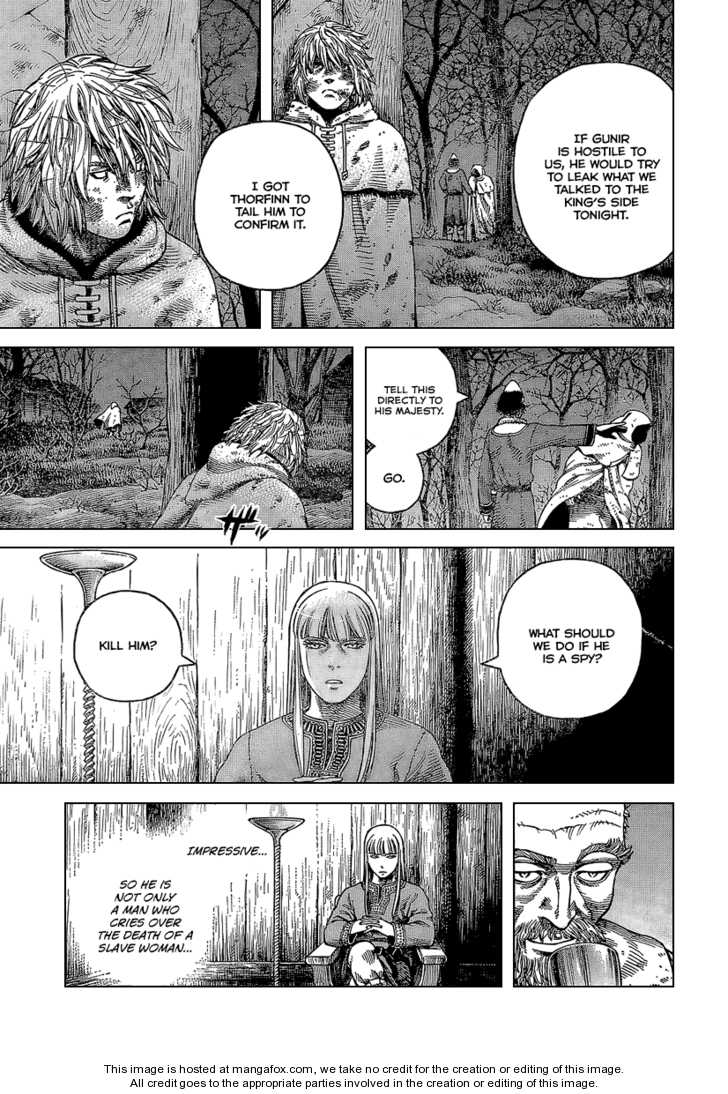 IF GUNIR
IS HOSTILE TO
US, HE WOULD TRY
TO LEAK WHAT WE
TALKED TO THE
KING'S SIDE
TONIGHT.
I GOT
THORFINN TO
TAIL HIM TO
CONFIRM IT.
TELL THIS
DIRECTLY TO
HIS MAJESTY.
GO.
ザッ
WHAT SHOULD
WE DO IF HE
IS A SPY?
KILL HIM?
IMPRESSIVE...
SO HE IS
NOT ONLY
A MAN WHO
CRIES OVER
THE DEATH OF A
SLAVE WOMAN...
This image is hosted at mangafox.com, we take no credit for the creation or editing of this image.
All credit goes to the appropriate parties involved in the creation or editing of this image.